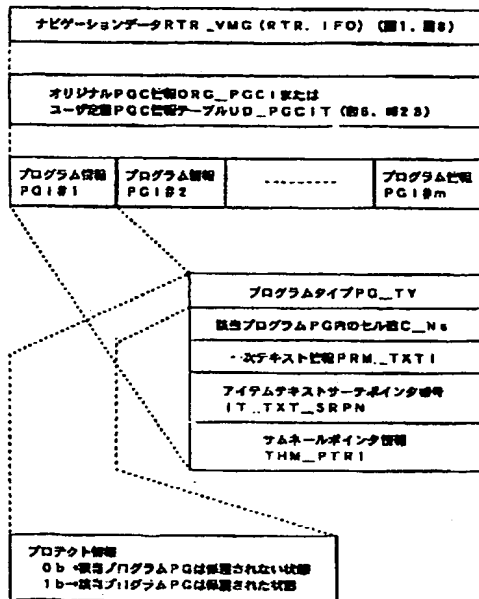 ナビゲーションデータRTR_VMG(RTR.IFO)(図1、図8)
オリジナルPGC情報ORG_PGCIまたは
ユーザ定義PGC情報テーブルUD_PGCIT(図6、図23)
プログラム情報
PGI#1
プログラム情報
PGI#2
プログラム情報
PGI#m
プログラムタイプPG_TY
該当プログラムPG内のセル数C_Ns
一次テキスト情報PRM_TXTI
アイテムテキストサーチポインタ番号
IT_TXT_SRPN
サムネールポインタ情報
THM_PTRI
プロテクト情報
0b→該当プログラムPGは保護されない状態
1b→該当プログラムPGは保護された状態